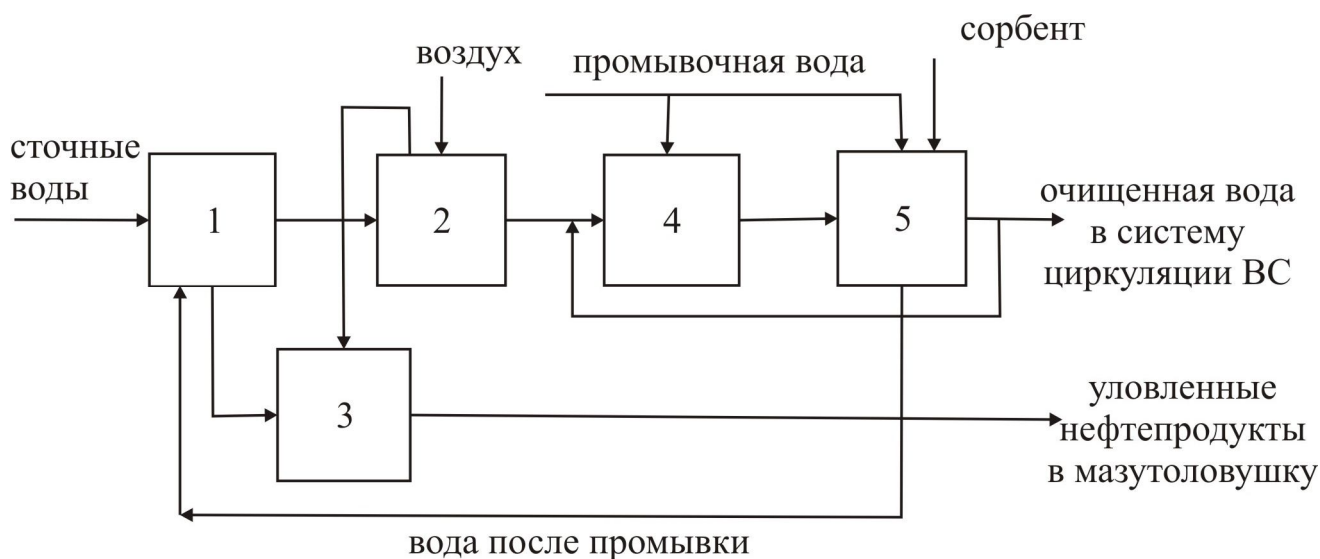 сорбент
воздух
промывочная вода
сточные
воды
1
2
4
5
очищенная вода
в систему
циркуляции ВС
3
уловленные
нефтепродукты
в мазутоловушку
вода после промывки